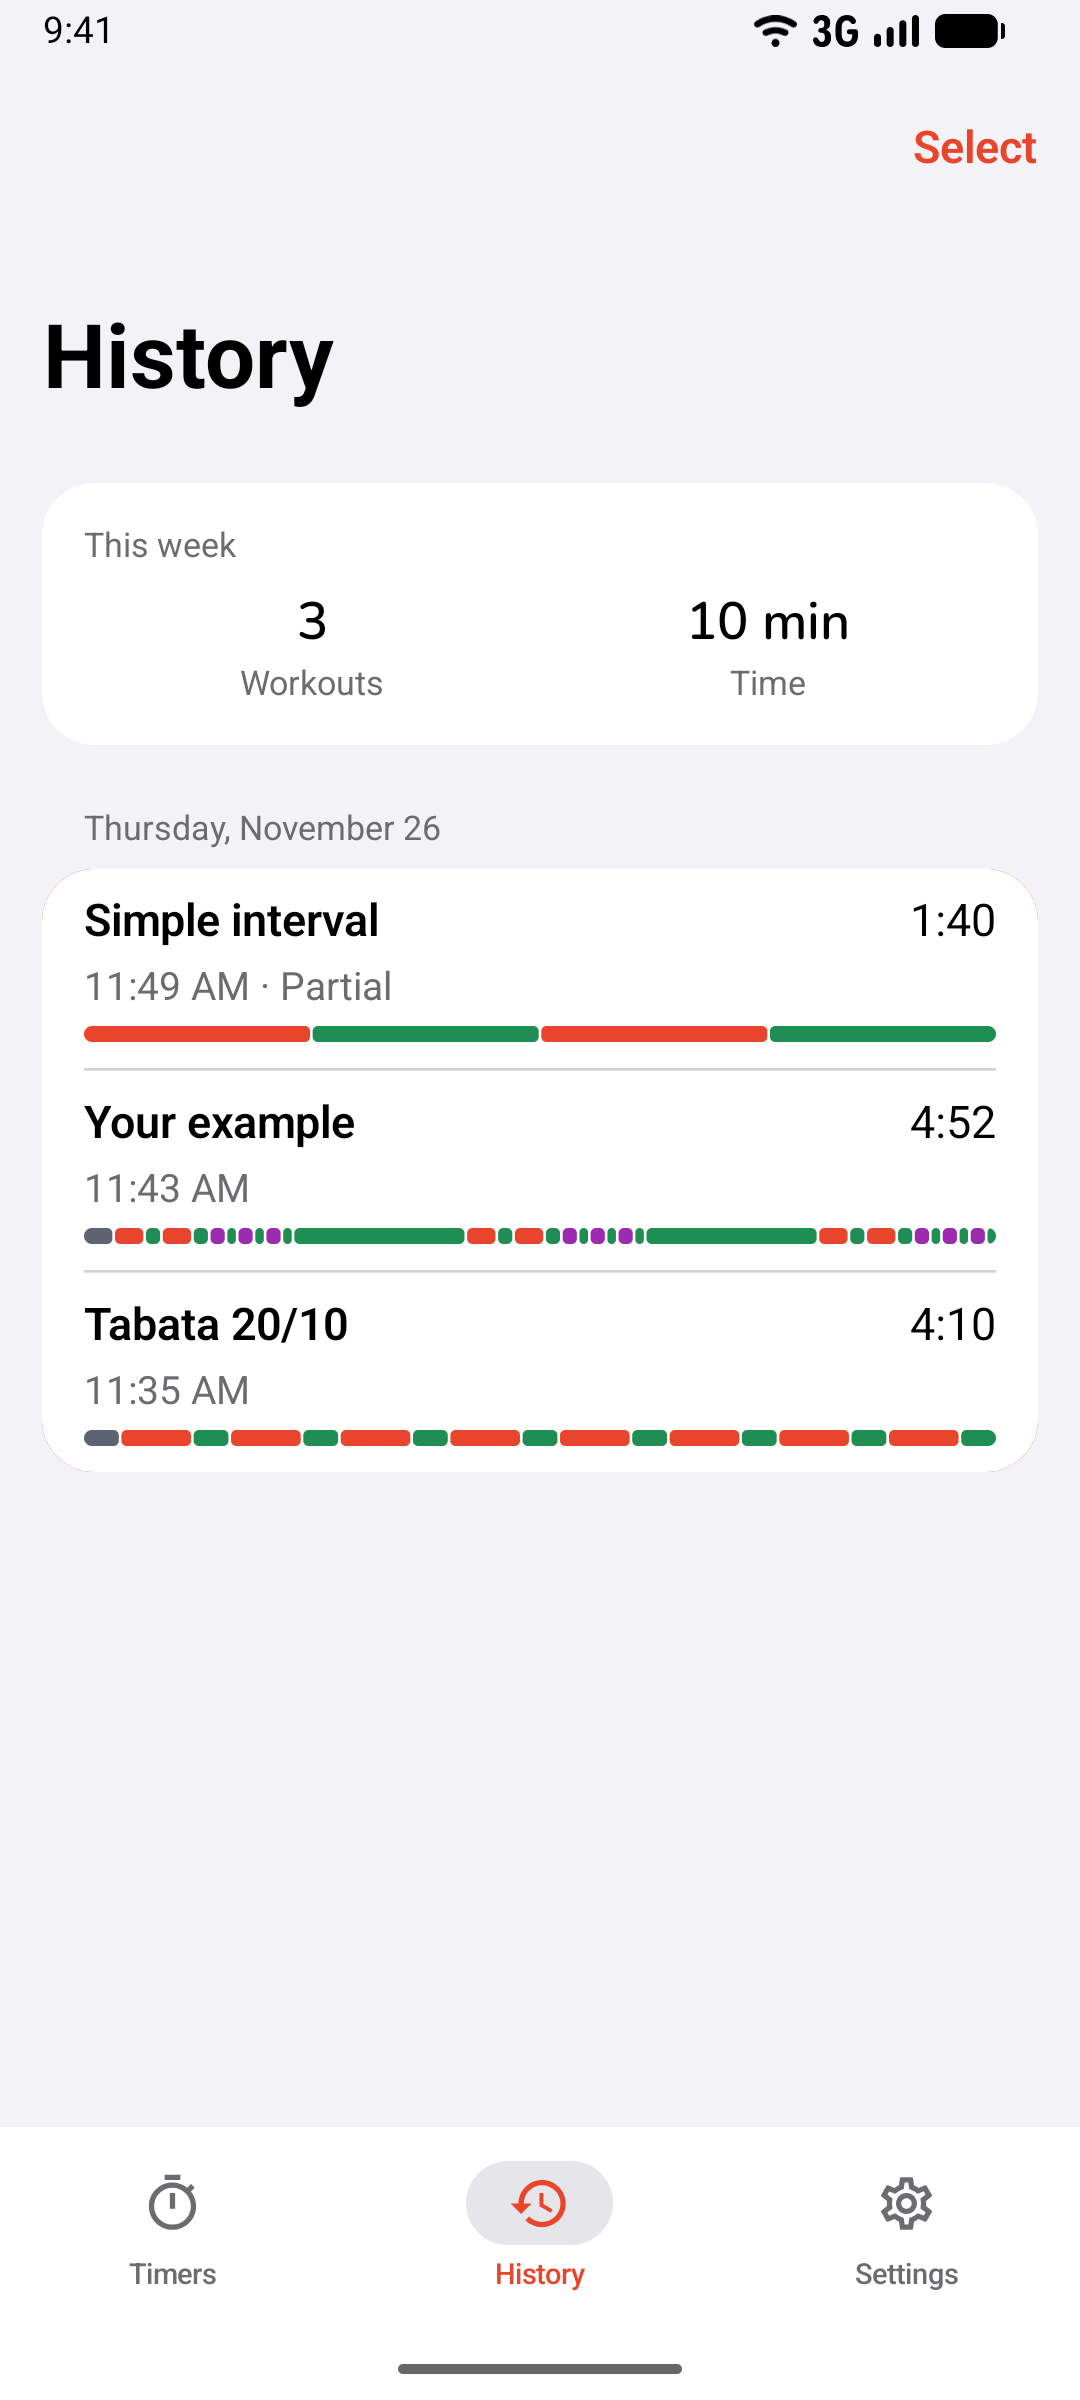 9:41
3G
Select
History
This week
3
10 min
Workouts
Time
Thursday, November 26
Simple interval
1:40
11:49 AM · Partial
Your example
4:52
11:43 AM
Tabata 20/10
4:10
11:35 AM
Timers
History
Settings